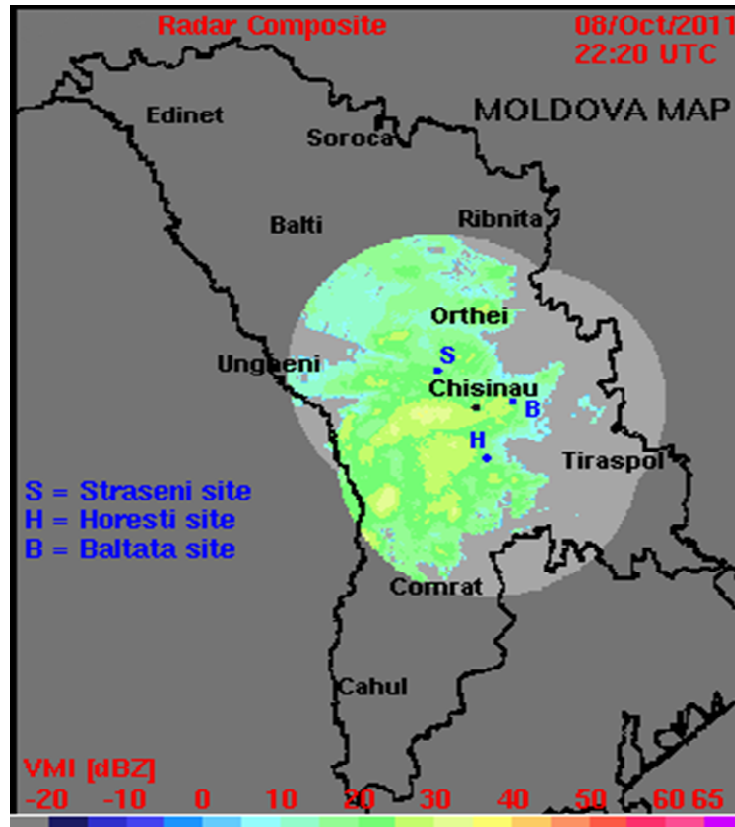 Radar Composite
08/Oct/2011
22:20 UTC
MOLDOVA MAP
Edinet
Soroca
Balti
Ribnita
Orthei
Ungheni
S
Chisinau
B
H
Tiraspol
S = Straseni site
H = Horesti site
B = Baltata site
Comrat
Cahul
VMI [dBZ]
-20 -10 0 10 20 30 40 50 60 65